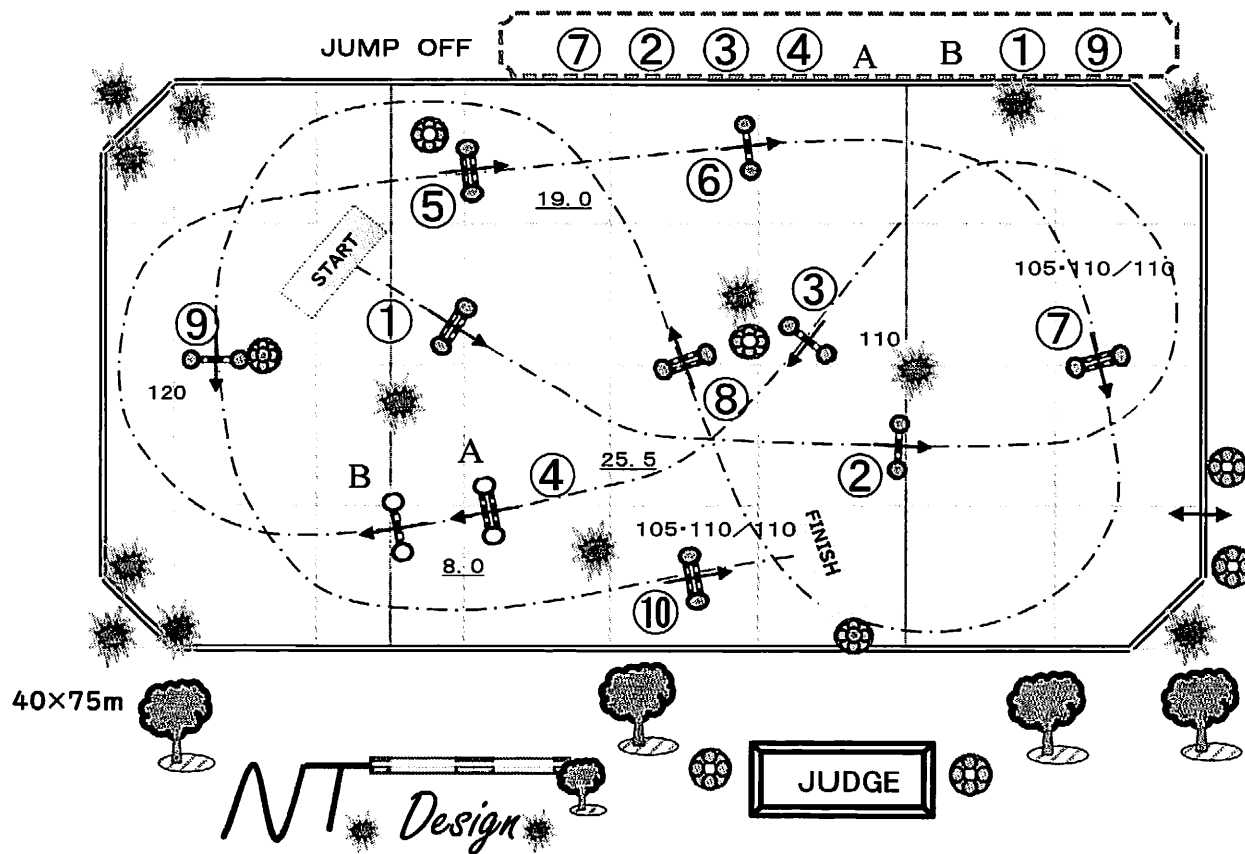 JUMP OFF ⑦ ② ③ ④ A B ① ⑨
⑤
19.0
⑥
START
①
⑨
120
③
110
105・110／110
⑦
⑧
②
B
A
④
25.5
8.0
105・110／110
FINISH
⑩
40×75m
NT Design
JUDGE